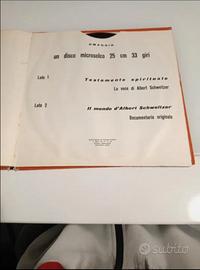 OMAGGIO
un disco microsolco 25 cm 33 giri
Lato 1
Testamento spirituale
La voce di Albert Schweitzer
Lato 2
Il mondo d'Albert Schweitzer
Documentario originale
subito